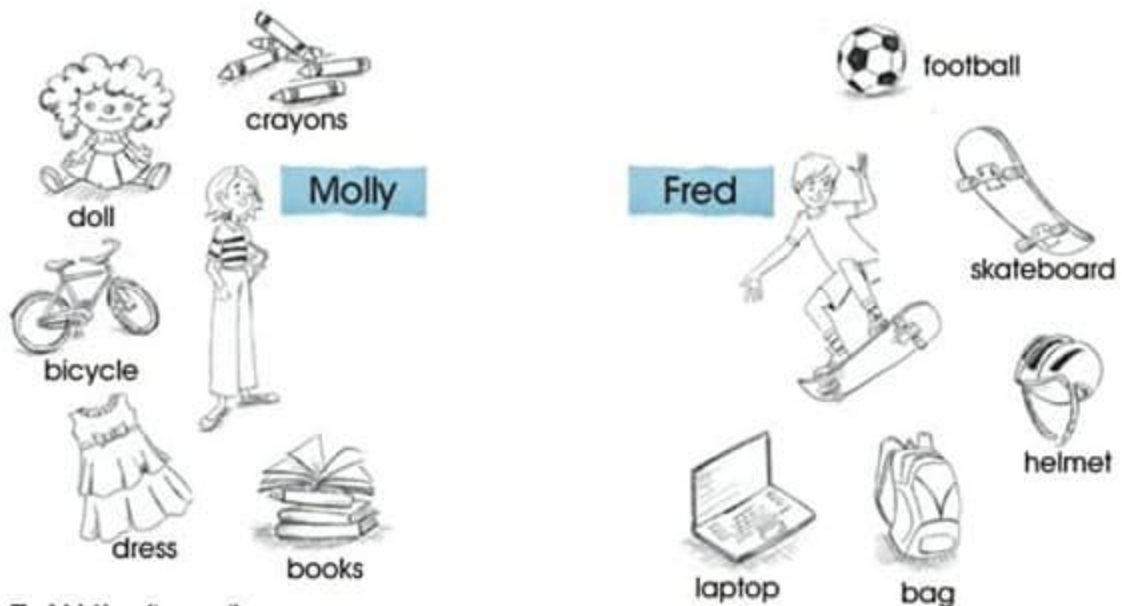 crayons
doll
Molly
bicycle
dress
books
football
Fred
skateboard
helmet
laptop
bag